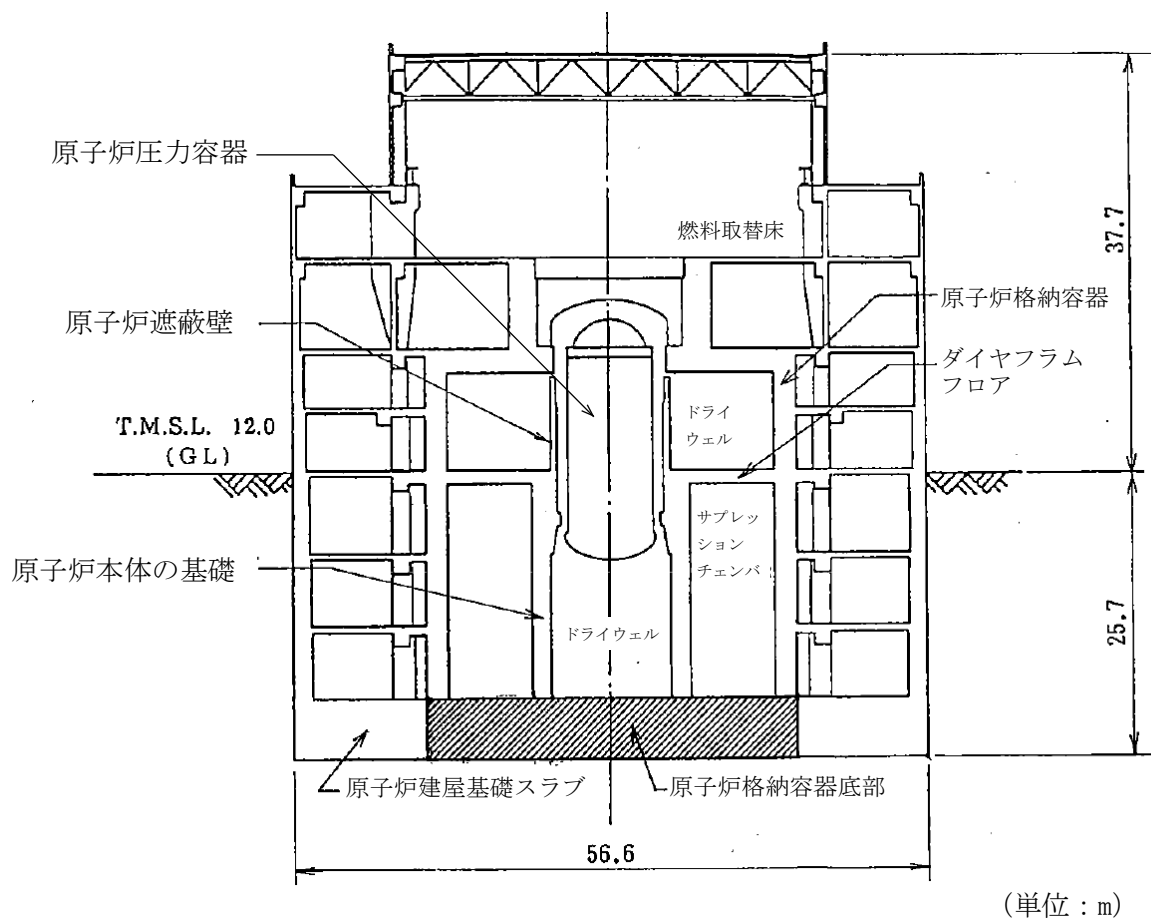 原子炉圧力容器
燃料取替床
37.7
原子炉遮蔽壁
原子炉格納容器
ダイヤフラム
フロア
ドライ
ウェル
T.M.S.L. 12.0
(GL)
サプレッ
ション
チェンバ
原子炉本体の基礎
ドライウェル
25.7
原子炉建屋基礎スラブ
原子炉格納容器底部
56.6
(単位:m)